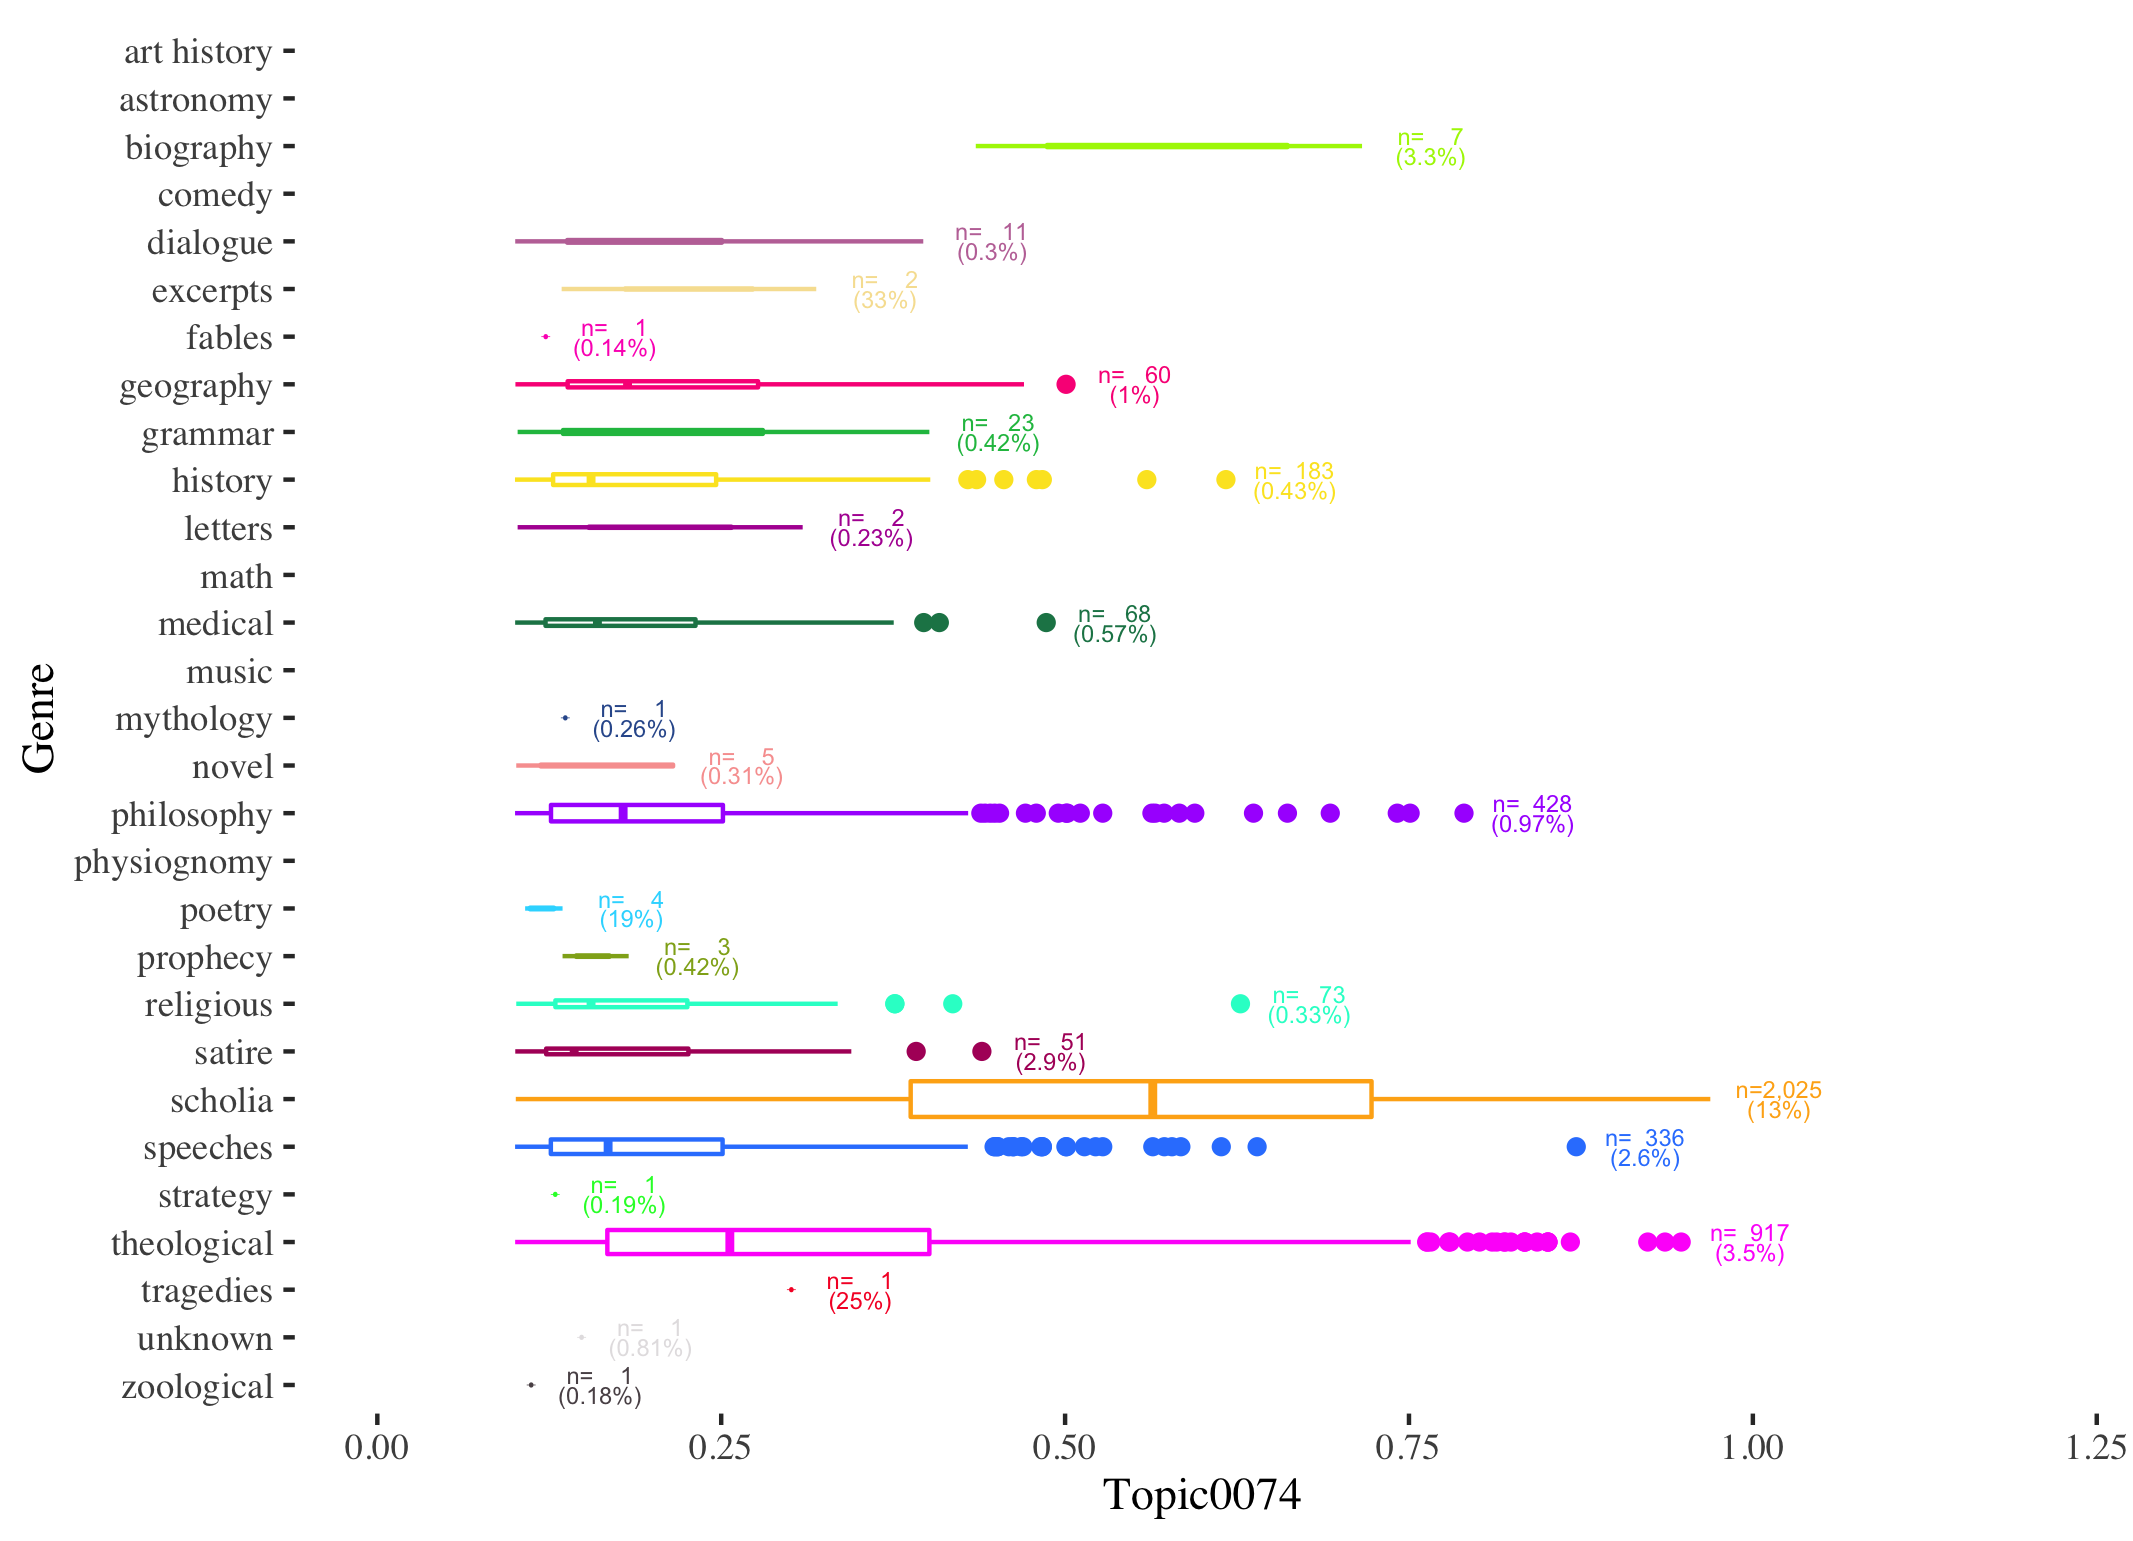 art history
astronomy
biography
n= 7
(3.3%)
comedy
dialogue
n= 11
(0.3%)
excerpts
n= 2
(33%)
fables
n= 1
(0.14%)
geography
n= 60
(1%)
grammar
n= 23
(0.42%)
history
n= 183
(0.43%)
letters
n= 2
(0.23%)
math
medical
n= 68
(0.57%)
music
mythology
n= 1
(0.26%)
novel
n= 5
(0.31%)
philosophy
n= 428
(0.97%)
physiognomy
poetry
n= 4
(19%)
prophecy
n= 3
(0.42%)
religious
n= 73
(0.33%)
satire
n= 51
(2.9%)
scholia
n=2,025
(13%)
speeches
n= 336
(2.6%)
strategy
n= 1
(0.19%)
theological
n= 917
(3.5%)
tragedies
n= 1
(25%)
unknown
n= 1
(0.81%)
zoological
n= 1
(0.18%)
Genre
0.00 0.25 0.50 0.75 1.00 1.25
Topic0074